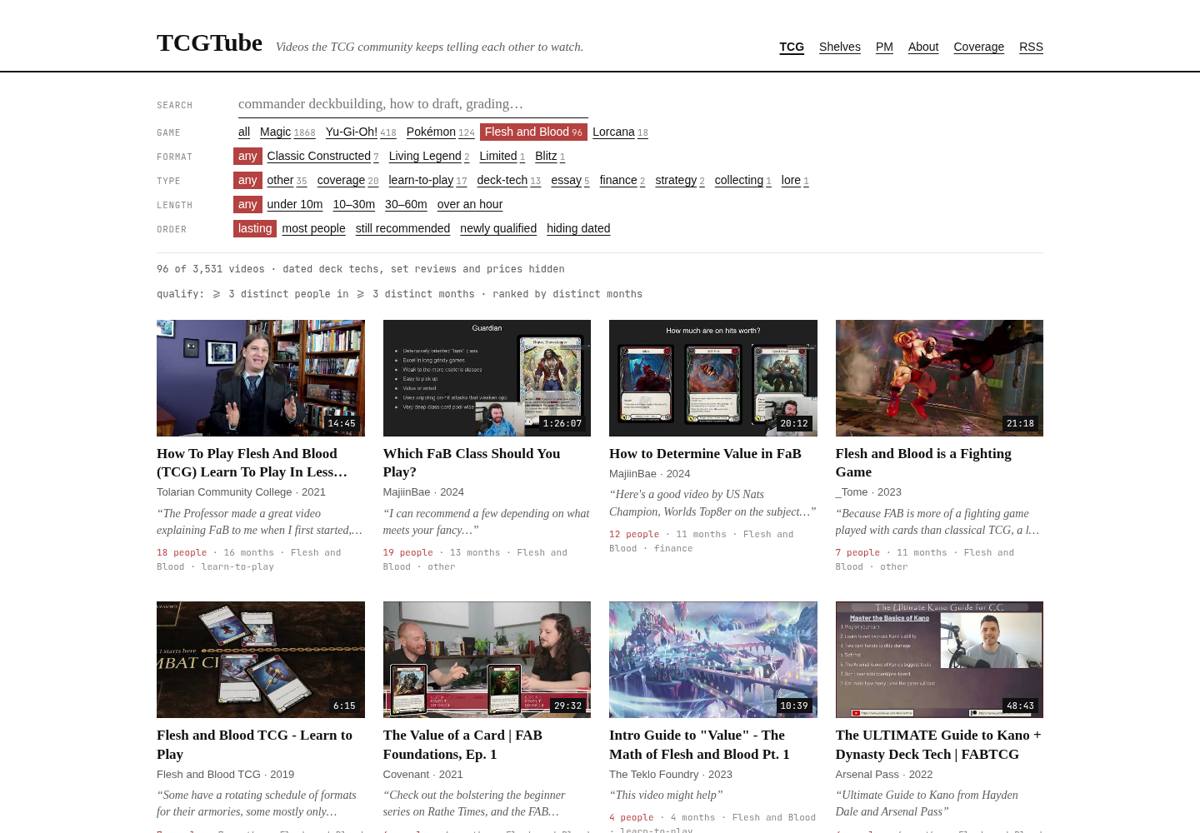 TCGTube Videos the TCG community keeps telling each other to watch. TCG Shelves PM About Coverage RSS
SEARCH commander deckbuilding, how to draft, grading…
GAME all Magic 1868 Yu-Gi-Oh! 418 Pokémon 124 Flesh and Blood 96 Lorcana 18
FORMAT any Classic Constructed 7 Living Legend 2 Limited 1 Blitz 1
TYPE any other 35 coverage 20 learn-to-play 17 deck-tech 13 essay 5 finance 2 strategy 2 collecting 1 lore 1
LENGTH any under 10m 10–30m 30–60m over an hour
ORDER lasting most people still recommended newly qualified hiding dated
96 of 3,531 videos · dated deck techs, set reviews and prices hidden
qualify: ⩾ 3 distinct people in ⩾ 3 distinct months · ranked by distinct months
14:45
How To Play Flesh And Blood
(TCG) Learn To Play In Less…
Tolarian Community College · 2021
“The Professor made a great video
explaining FaB to me when I first started,…
18 people · 16 months · Flesh and
Blood · learn-to-play
Guardian
Excel in long grindy games
Easy to pick up
1:26:07
Which FaB Class Should You
Play?
MajiinBae · 2024
“I can recommend a few depending on what
meets your fancy…”
19 people · 13 months · Flesh and
Blood · other
How much are on hits worth?
20:12
How to Determine Value in FaB
MajiinBae · 2024
“Here's a good video by US Nats
Champion, Worlds Top8er on the subject…”
12 people · 11 months · Flesh and
Blood · finance
21:18
Flesh and Blood is a Fighting
Game
_Tome · 2023
“Because FAB is more of a fighting game
played with cards than classical TCG, a l…
7 people · 11 months · Flesh and
Blood · other
6:15
Flesh and Blood TCG - Learn to
Play
Flesh and Blood TCG · 2019
“Some have a rotating schedule of formats
for their armories, some mostly only…
29:32
The Value of a Card | FAB
Foundations, Ep. 1
Covenant · 2021
“Check out the bolstering the beginner
series on Rathe Times, and the FAB…
10:39
Intro Guide to "Value" - The
Math of Flesh and Blood Pt. 1
The Teklo Foundry · 2023
“This video might help”
4 people · 4 months · Flesh and Blood
· learn-to-play
The Ultimate Kano Guide for CC
Master the Basics of Kano
48:43
The ULTIMATE Guide to Kano +
Dynasty Deck Tech | FABTCG
Arsenal Pass · 2022
“Ultimate Guide to Kano from Hayden
Dale and Arsenal Pass”